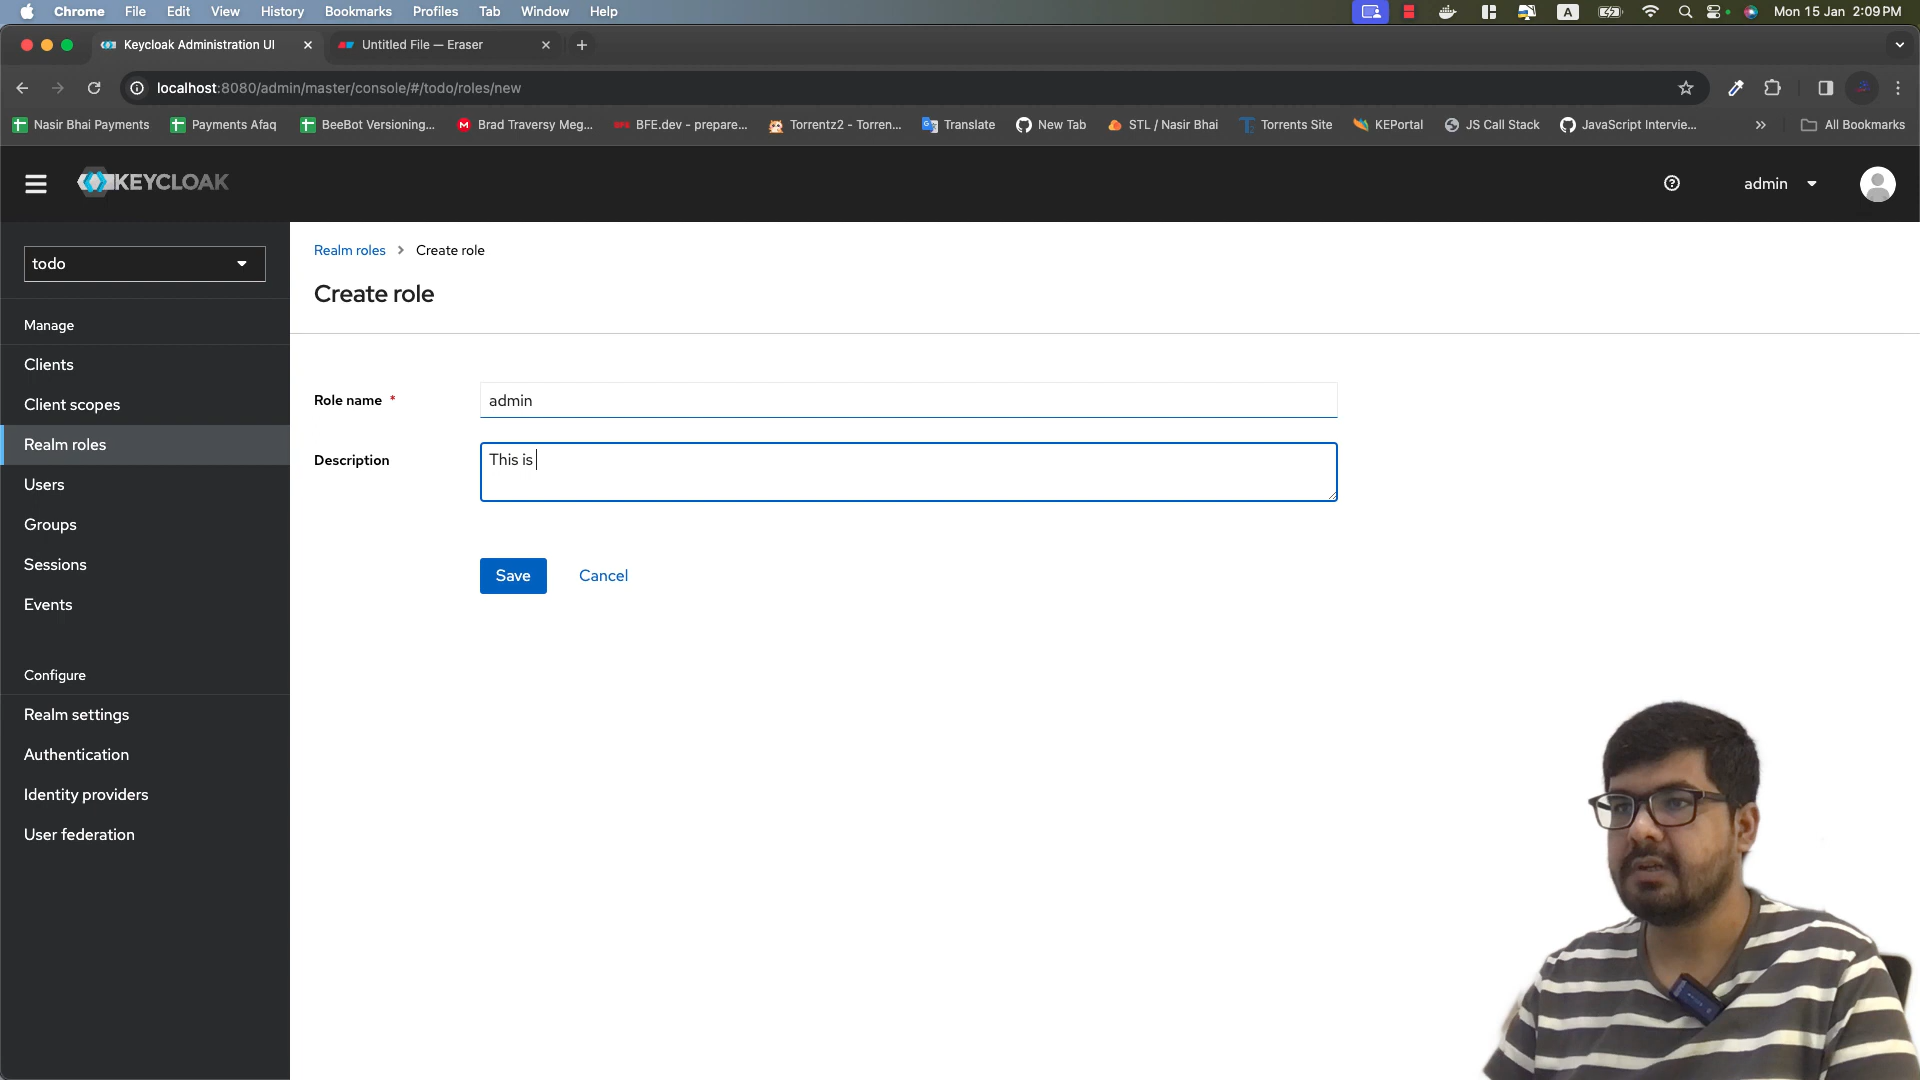 Chrome File Edit View History Bookmarks Profiles Tab Window Help A Mon 15 Jan 2:09 PM
Keycloak Administration UI Untitled File — Eraser
localhost:8080/admin/master/console/#/todo/roles/new
Nasir Bhai Payments Payments Afaq BeeBot Versioning... Brad Traversy Meg... BFE.dev - prepare... Torrentz2 - Torren... Translate New Tab STL / Nasir Bhai Torrents Site KEPortal JS Call Stack JavaScript Intervie... » All Bookmarks
KEYCLOAK admin
todo
Manage
Clients
Client scopes
Realm roles
Users
Groups
Sessions
Events
Configure
Realm settings
Authentication
Identity providers
User federation
Realm roles > Create role
Create role
Role name * admin
Description This is
Save Cancel